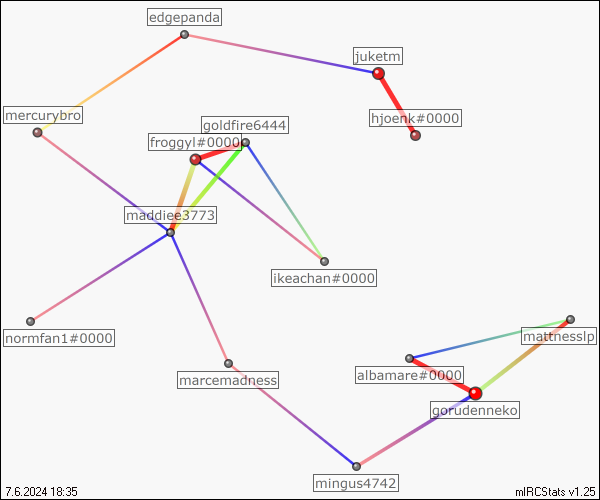 edgepanda
juketm
mercurybro
hjoenk#0000
goldfire6444
froggyl#0000
maddiee3773
ikeachan#0000
normfan1#0000
mattnesslp
albamare#0000
marcemadness
gorudenneko
mingus4742
7.6.2024 18:35
mIRCStats v1.25